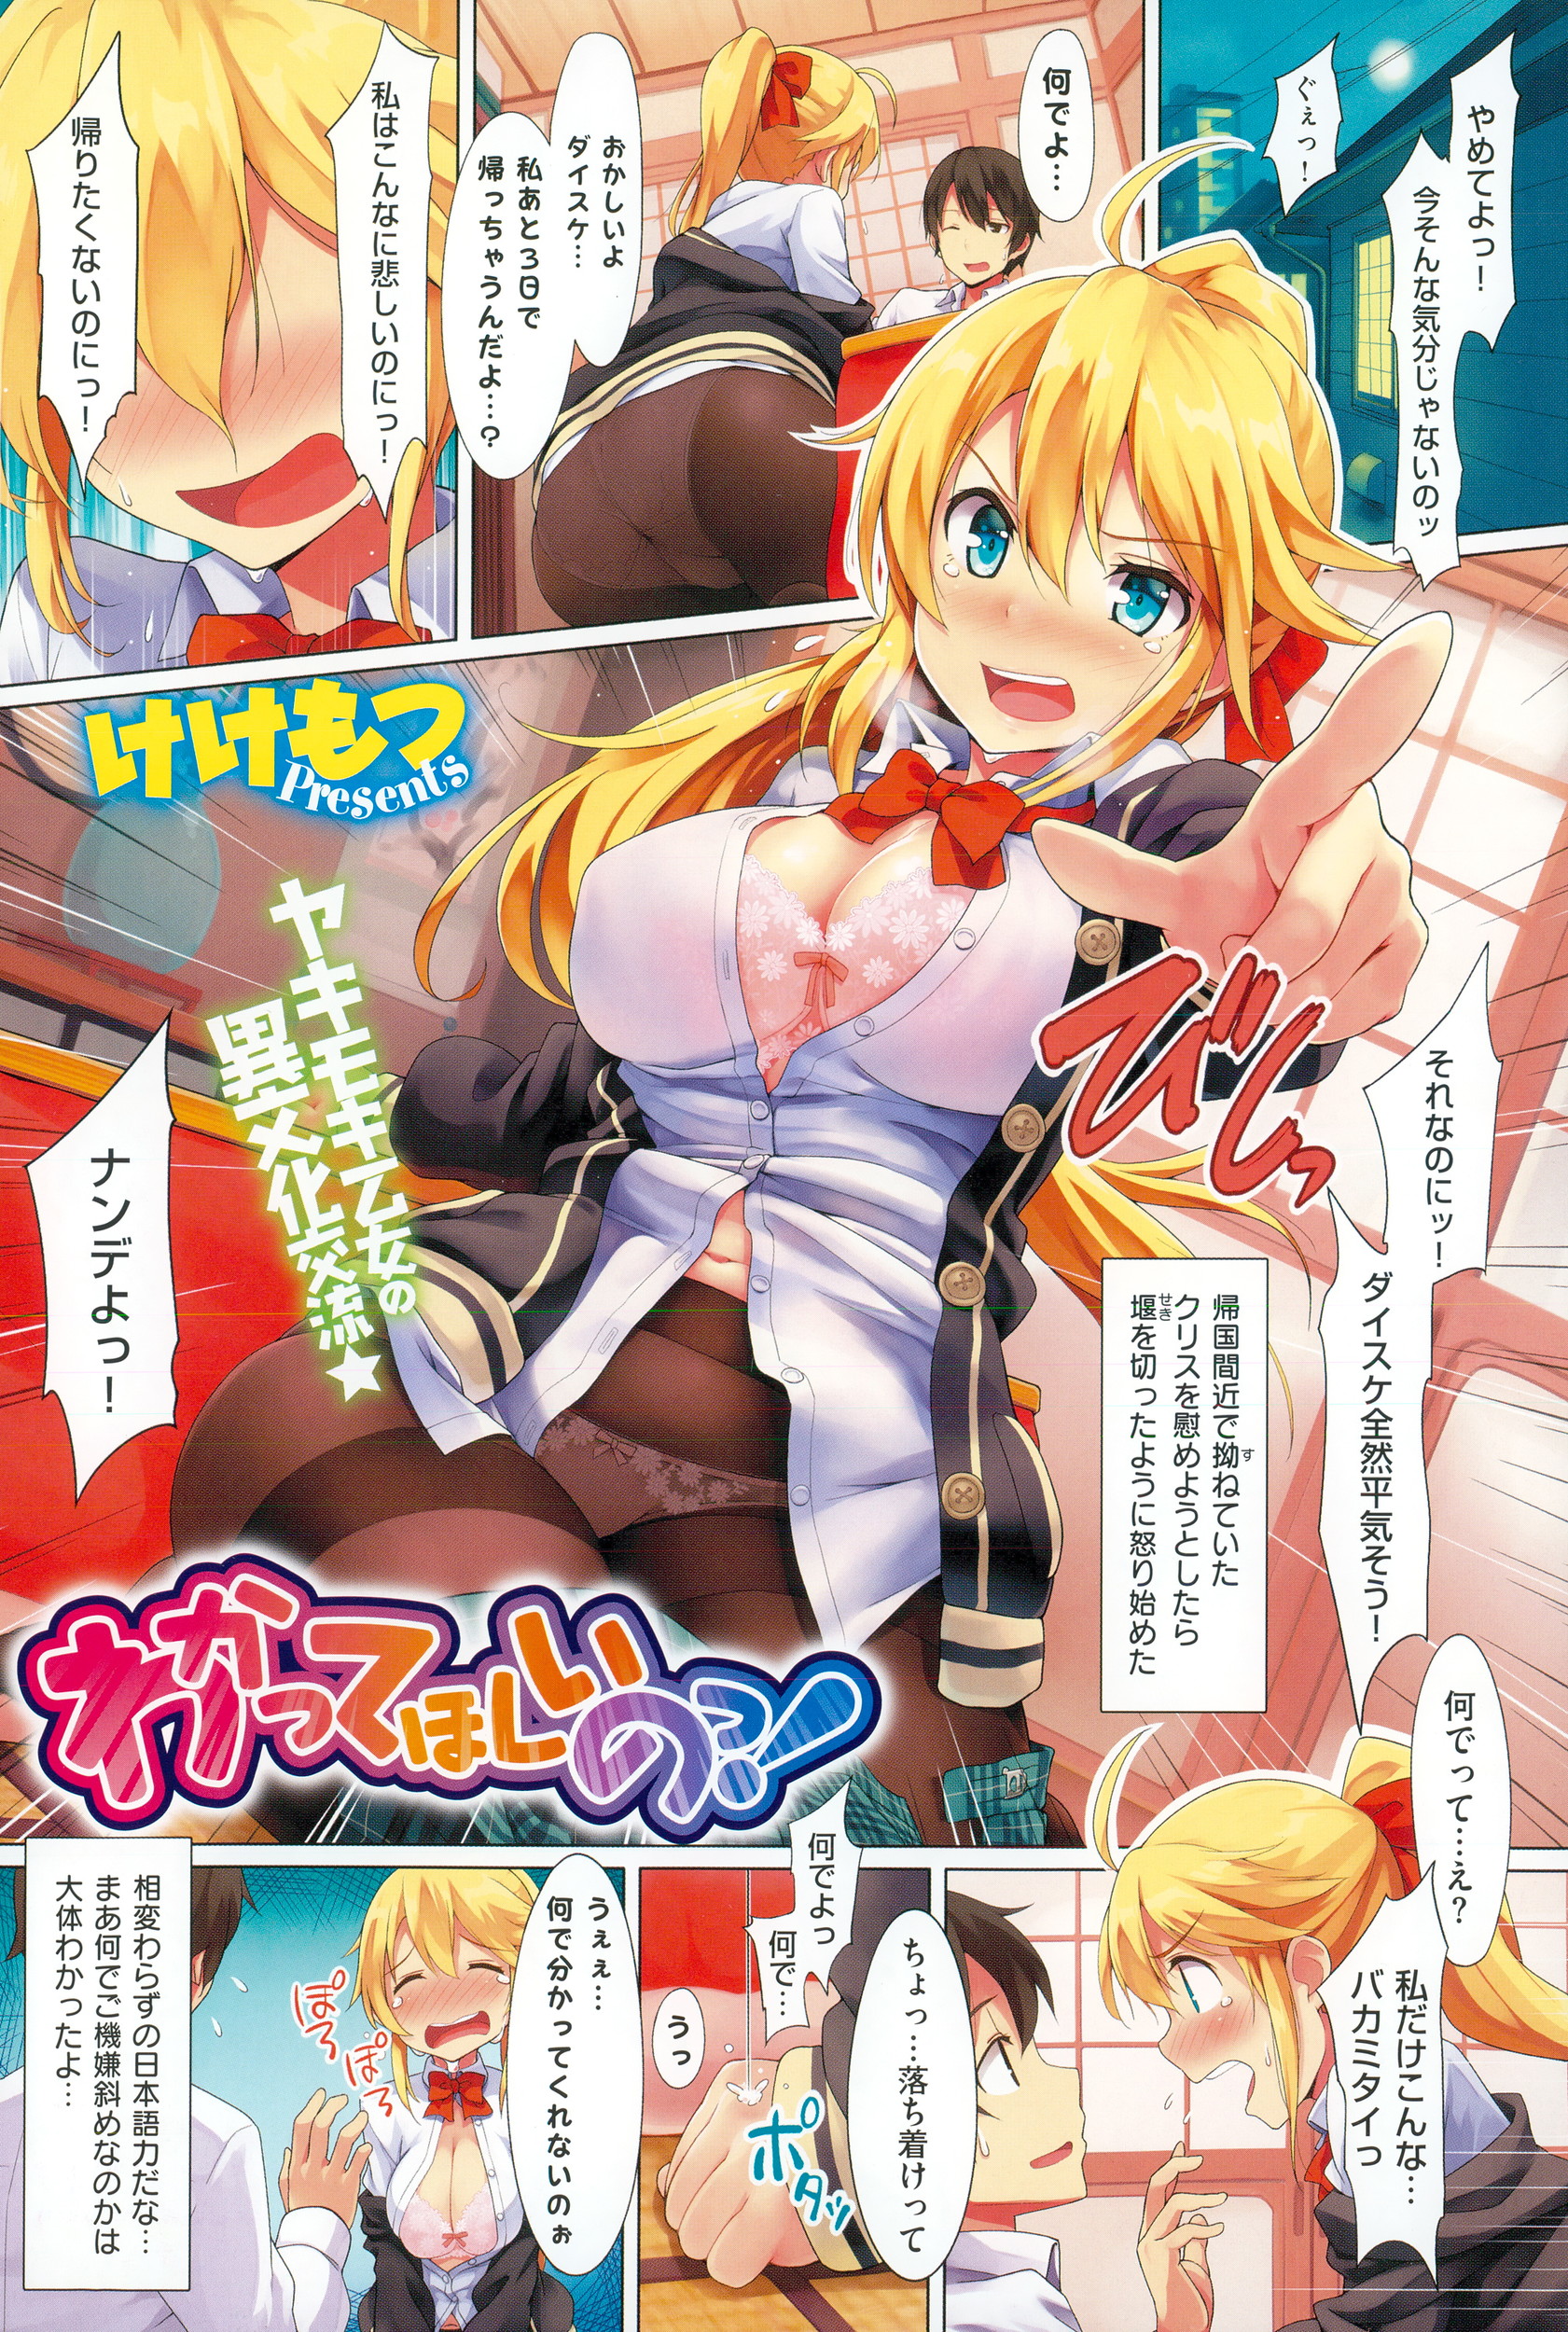 やめてよっ!
今そんな気分じゃないのッ
ぐぇっ!
何でよ…
おかしいよ
ダイスケ…
私あと3日で
帰っちゃうんだよ…?
私はこんなに悲しいのにっ!
帰りたくないのにっ!
けけもつ
Presents
ヤキモキ乙女の
異文化交流★
それなのにッ!
ダイスケ全然平気そう!
びしっ
ナンデよっ!
帰国間近で拗ねていた
す
クリスを慰めようとしたら
堰を切ったように怒り始めた
せき
わかってほしいの?!
何でって…え?
私だけこんな…
バカミタイっ
ちょっ…落ち着けって
何でよっ
何で…
うっ
ポタッ
うぇぇ…
何で分かってくれないのぉ
ぽろ
ぽろ
相変わらずの日本語力だな…
まあ何でご機嫌斜めなのかは
大体わかったよ…